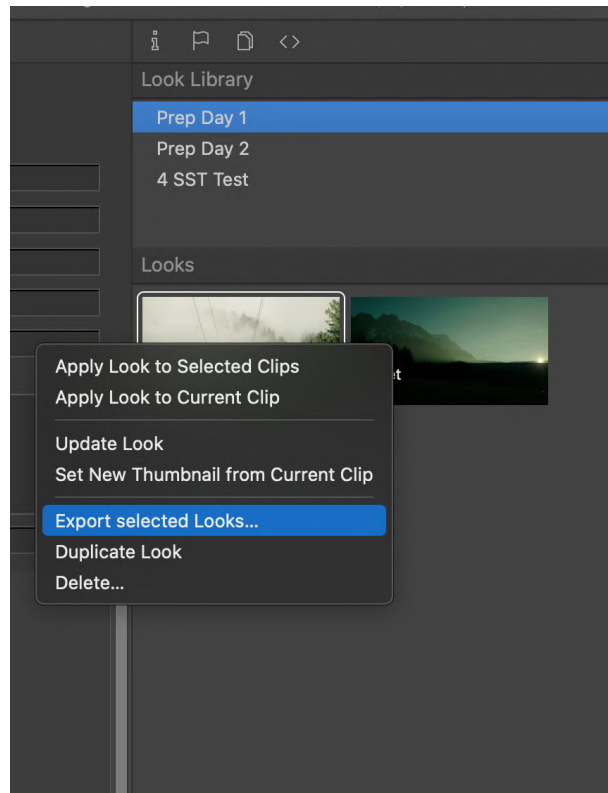 Look Library
Prep Day 1
Prep Day 2
4 SST Test
Looks
Apply Look to Selected Clips
Apply Look to Current Clip
Update Look
Set New Thumbnail from Current Clip
Export selected Looks...
Duplicate Look
Delete...